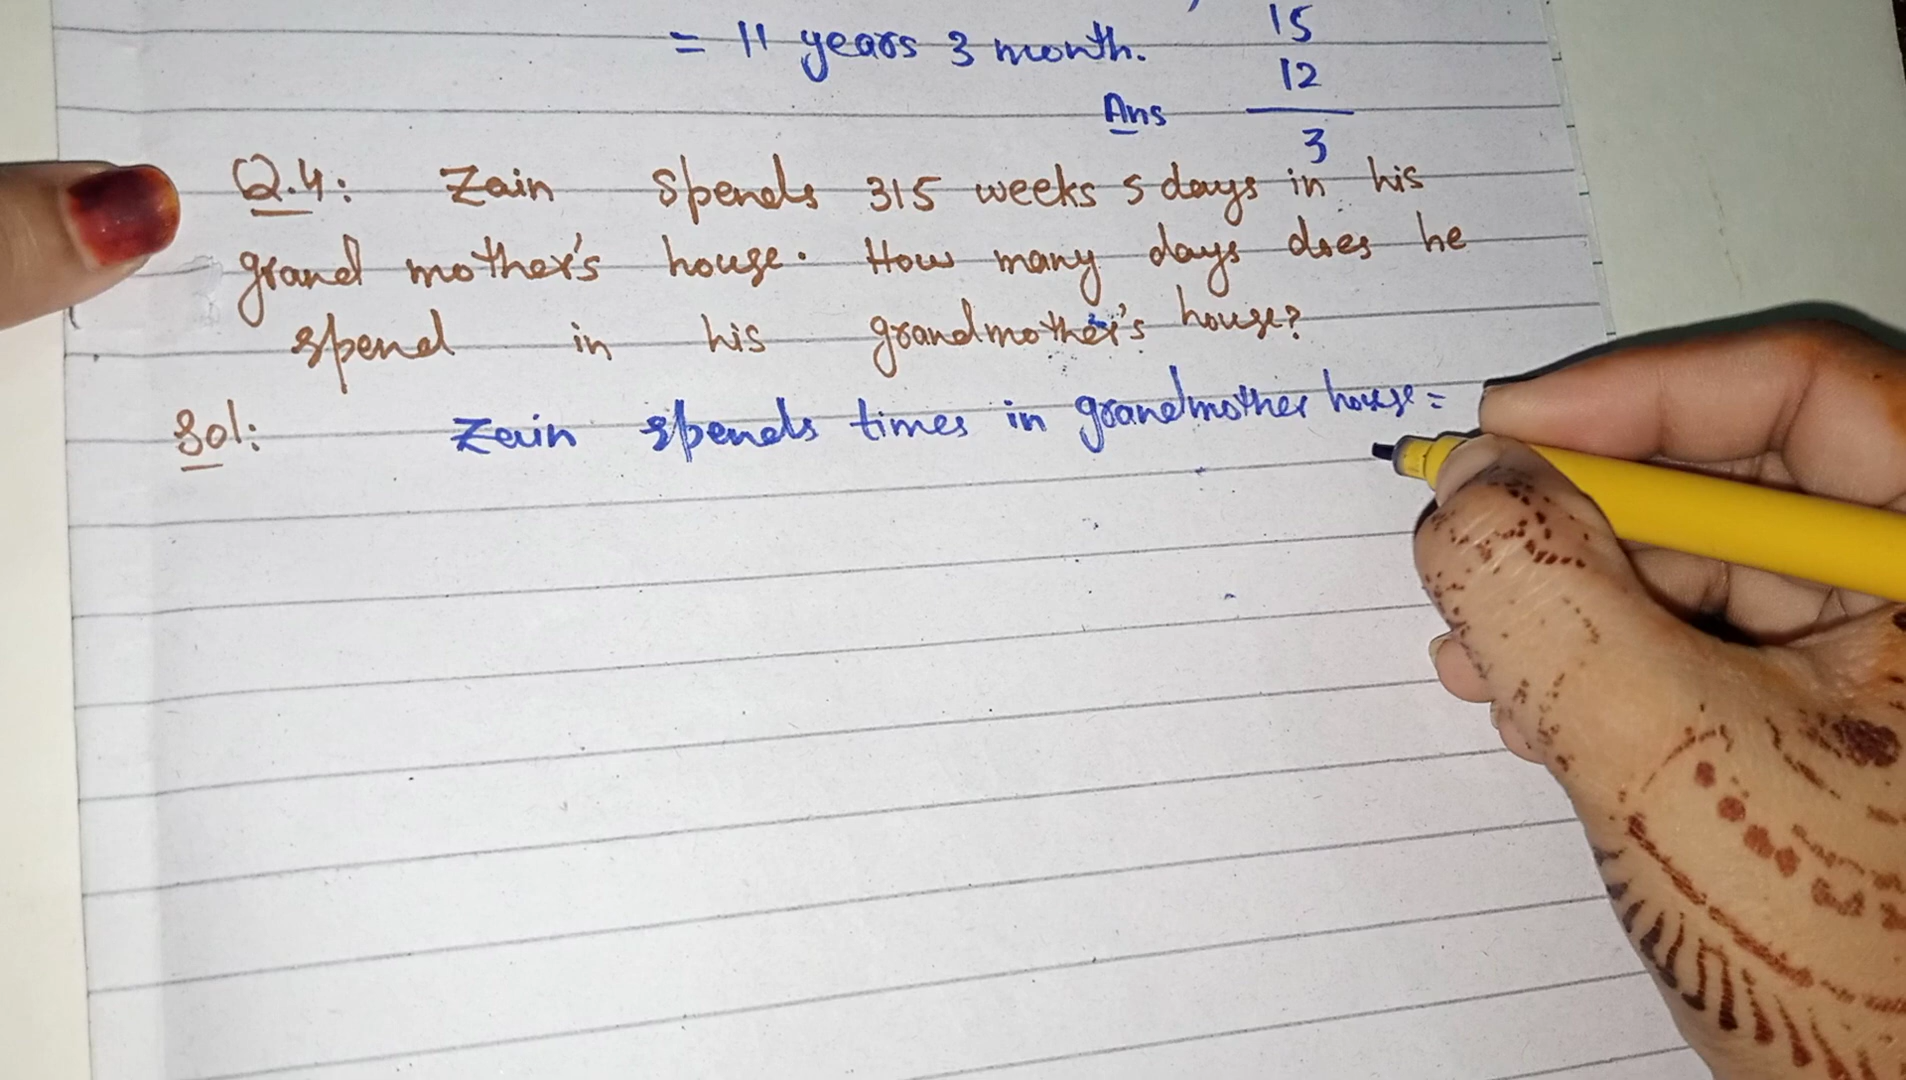 = 11 years 3 month.
15
12
Ans
3
Q.4: Zain spends 315 weeks 5 days in his
grand mother's house. How many days does he
spend in his grandmother's house?
Sol: Zain spends times in grandmother house =